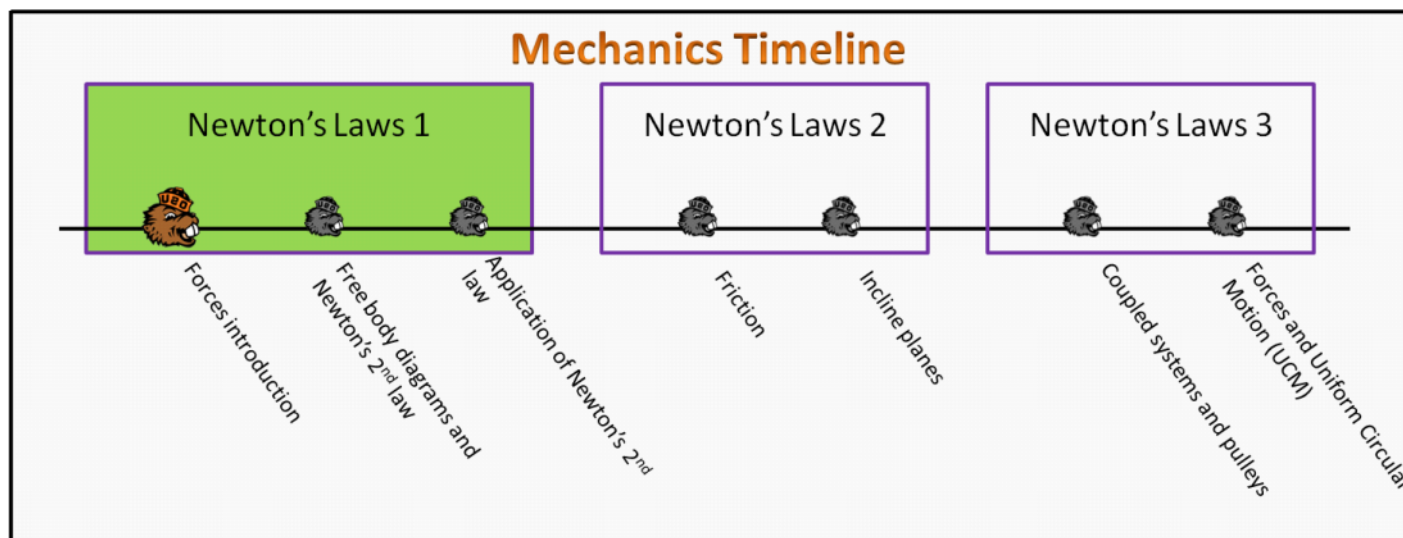 Mechanics Timeline
Newton's Laws 1
Newton's Laws 2
Newton's Laws 3
Forces introduction
Free body diagrams and
Newton's 2nd law
Application of Newton's 2nd
law
Friction
Incline planes
Coupled systems and pulleys
Forces and Uniform Circular
Motion (UCM)